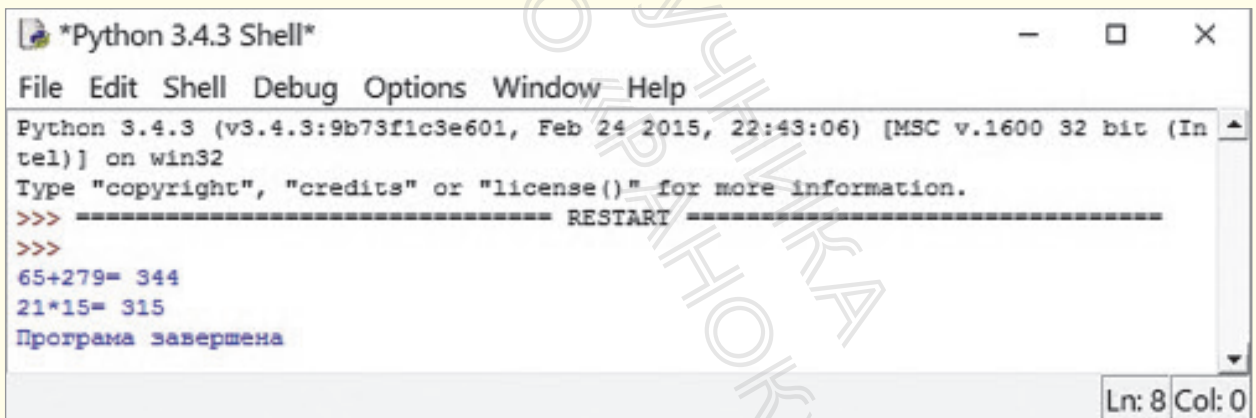 *Python 3.4.3 Shell*
File Edit Shell Debug Options Window Help
Python 3.4.3 (v3.4.3:9b73f1c3e601, Feb 24 2015, 22:43:06) [MSC v.1600 32 bit (In
tel)] on win32
Type "copyright", "credits" or "license()" for more information.
>>> ================================ RESTART ================================
>>>
65+279= 344
21*15= 315
Програма завершена
Ln: 8 Col: 0